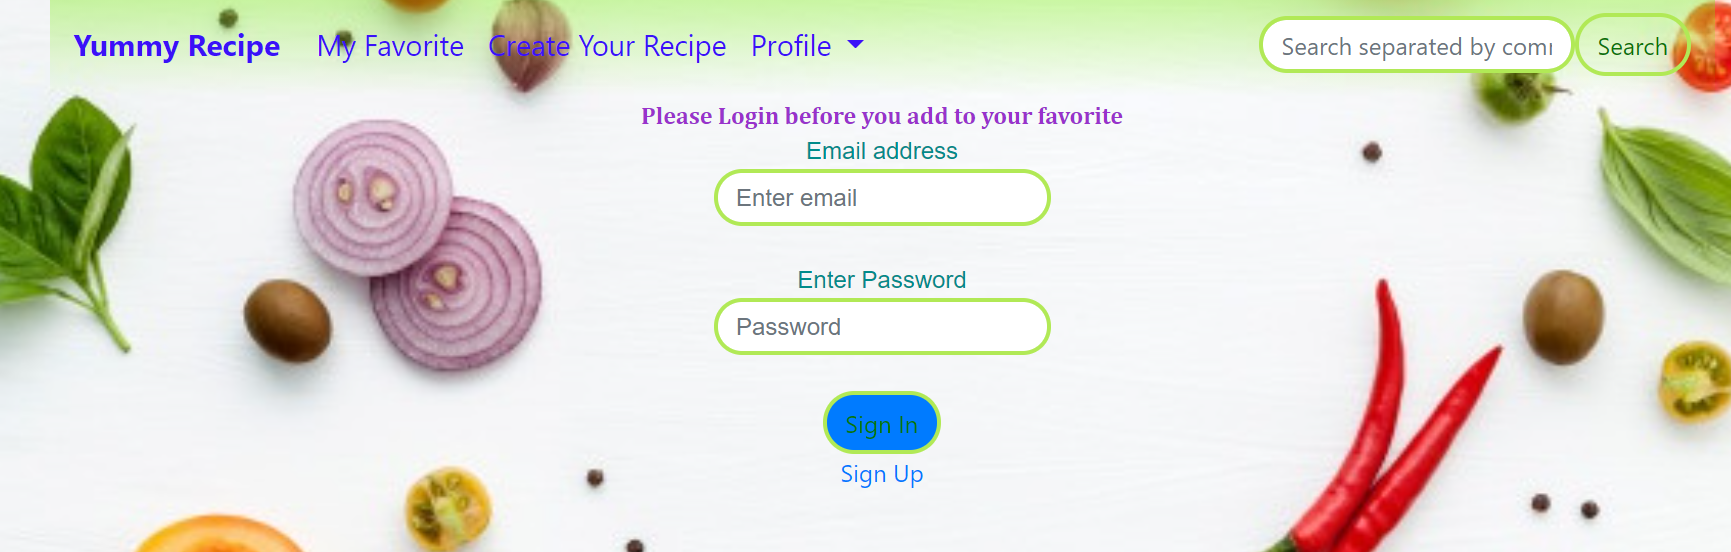 Yummy Recipe My Favorite Create Your Recipe Profile Search separated by com Search
Please Login before you add to your favorite
Email address
Enter email
Enter Password
Password
Sign In
Sign Up